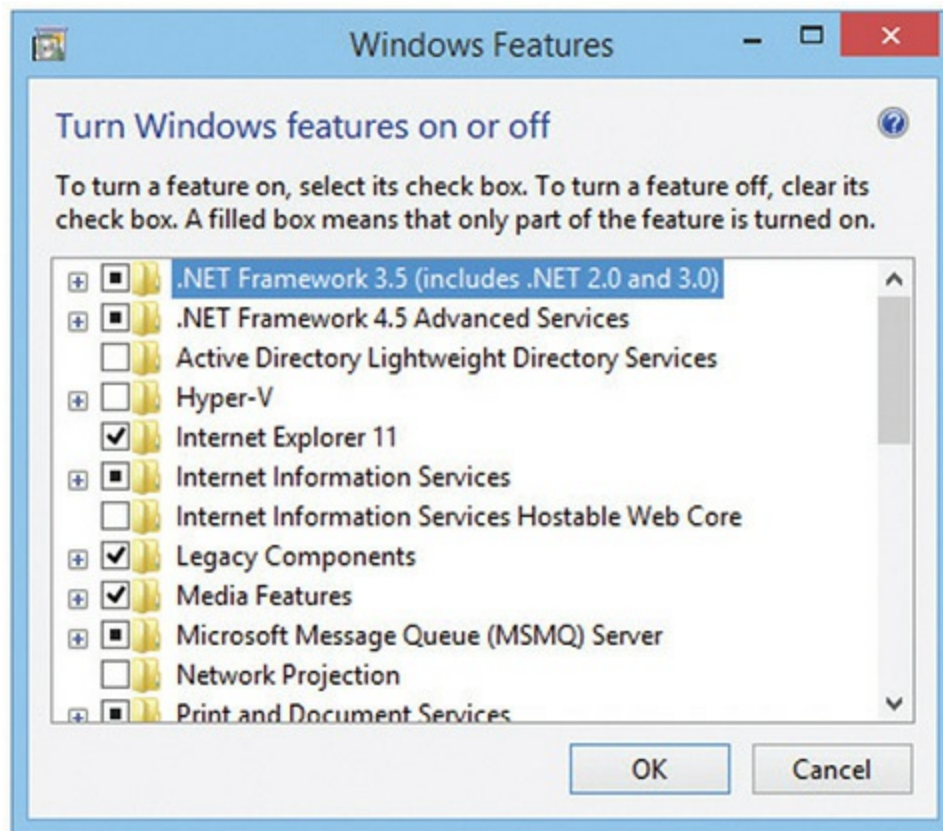 Windows Features
Turn Windows features on or off
To turn a feature on, select its check box. To turn a feature off, clear its
check box. A filled box means that only part of the feature is turned on.
.NET Framework 3.5 (includes .NET 2.0 and 3.0)
.NET Framework 4.5 Advanced Services
Active Directory Lightweight Directory Services
Hyper-V
Internet Explorer 11
Internet Information Services
Internet Information Services Hostable Web Core
Legacy Components
Media Features
Microsoft Message Queue (MSMQ) Server
Network Projection
Print and Document Services
OK
Cancel